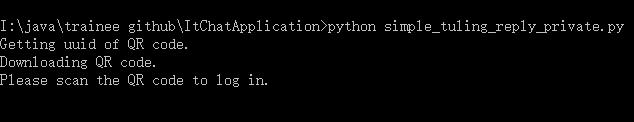 I:\java\trainee github\ItChatApplication>python simple_tuling_reply_private.py
Getting uuid of QR code.
Downloading QR code.
Please scan the QR code to log in.